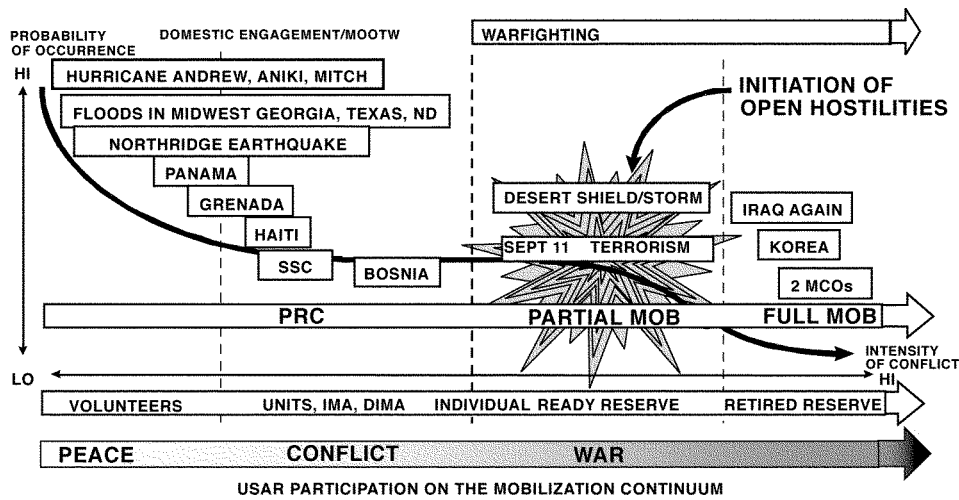 PROBABILITY
OF OCCURRENCE
DOMESTIC ENGAGEMENT/MOOTW
WARFIGHTING
HI
HURRICANE ANDREW, ANIKI, MITCH
INITIATION OF
OPEN HOSTILITIES
FLOODS IN MIDWEST GEORGIA, TEXAS, ND
NORTHRIDGE EARTHQUAKE
PANAMA
GRENADA
DESERT SHIELD/STORM
IRAQ AGAIN
HAITI
SEPT 11 TERRORISM
KOREA
SSC
BOSNIA
2 MCOs
PRC
PARTIAL MOB
FULL MOB
INTENSITY
OF CONFLICT
LO
HI
VOLUNTEERS
UNITS, IMA, DIMA
INDIVIDUAL READY RESERVE
RETIRED RESERVE
PEACE
CONFLICT
WAR
USAR PARTICIPATION ON THE MOBILIZATION CONTINUUM